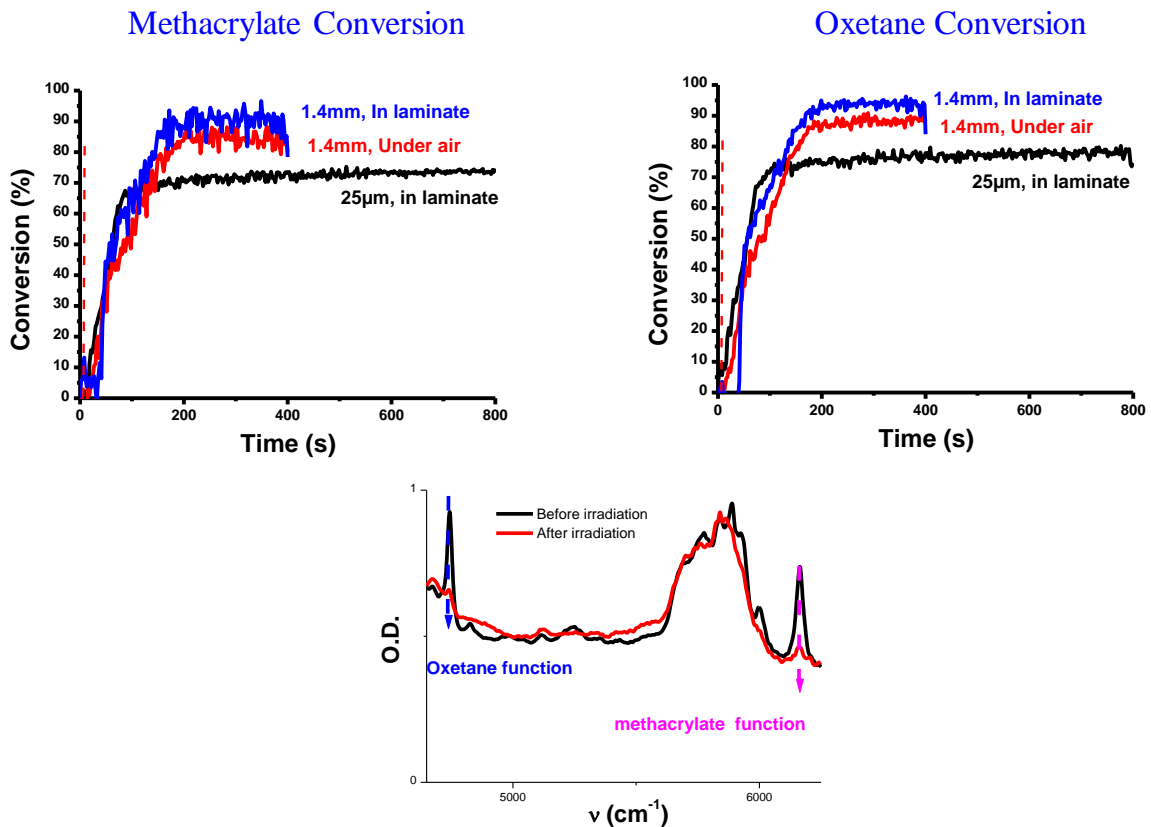 Methacrylate Conversion
Oxetane Conversion
100
90
80
70
60
50
40
30
20
10
0
Conversion (%)
1.4mm, In laminate
1.4mm, Under air
25µm, in laminate
0
200
400
600
800
Time (s)
100
90
80
70
60
50
40
30
20
10
0
Conversion (%)
1.4mm, In laminate
1.4mm, Under air
25µm, in laminate
0
200
400
600
800
Time (s)
1
O.D.
Before irradiation
After irradiation
Oxetane function
methacrylate function
0
5000
6000
ν (cm⁻¹)